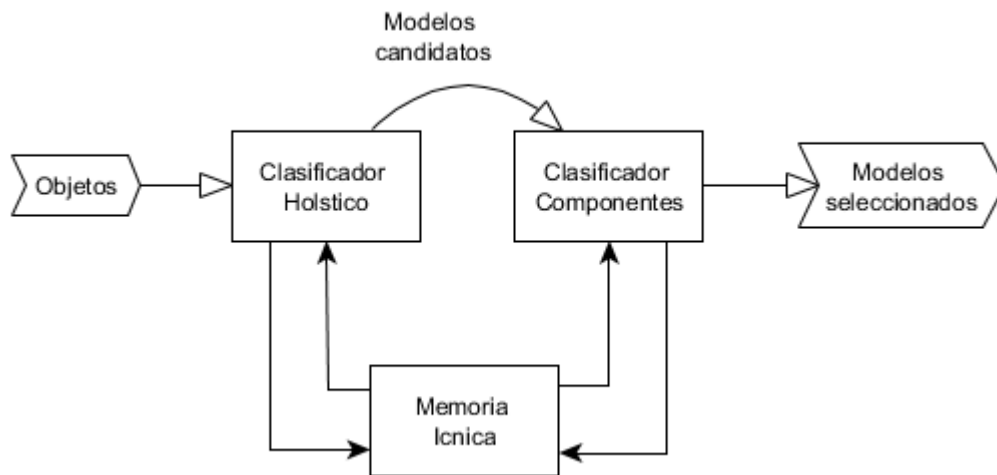 Modelos
candidatos
Objetos
Clasificador
Holstico
Clasificador
Componentes
Modelos
seleccionados
Memoria
Icnica